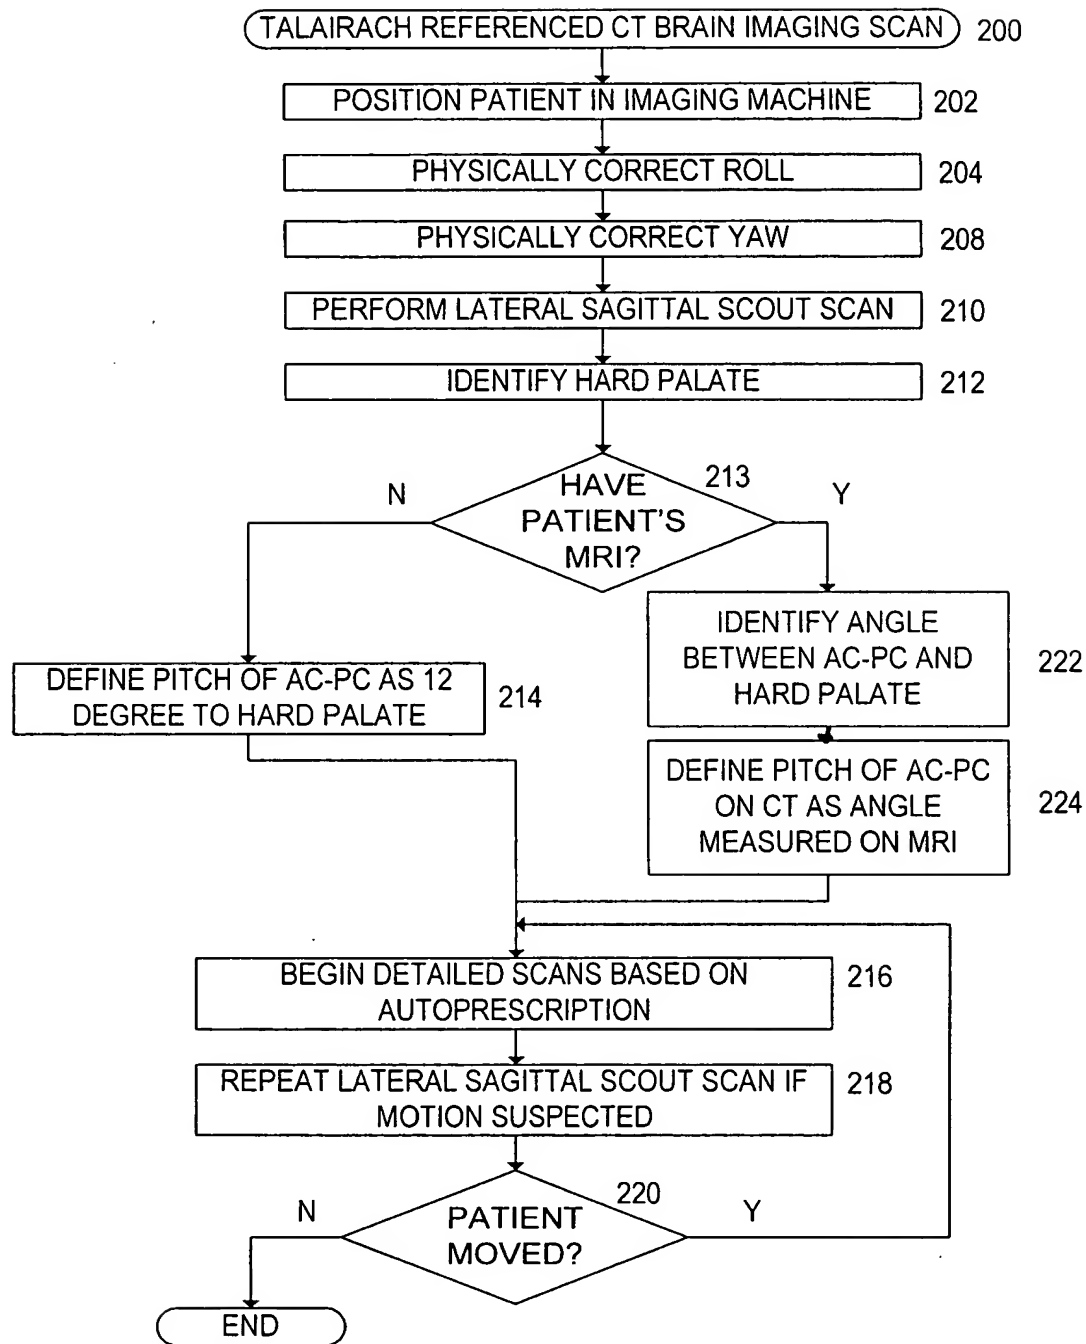 TALAIRACH REFERENCED CT BRAIN IMAGING SCAN 200
POSITION PATIENT IN IMAGING MACHINE 202
PHYSICALLY CORRECT ROLL 204
PHYSICALLY CORRECT YAW 208
PERFORM LATERAL SAGITTAL SCOUT SCAN 210
IDENTIFY HARD PALATE 212
213
N
HAVE
PATIENT'S
MRI?
Y
IDENTIFY ANGLE
BETWEEN AC-PC AND
HARD PALATE
222
DEFINE PITCH OF AC-PC AS 12
DEGREE TO HARD PALATE
214
DEFINE PITCH OF AC-PC
ON CT AS ANGLE
MEASURED ON MRI
224
BEGIN DETAILED SCANS BASED ON
AUTOPRESCRIPTION
216
REPEAT LATERAL SAGITTAL SCOUT SCAN IF
MOTION SUSPECTED
218
220
N
PATIENT
MOVED?
Y
END